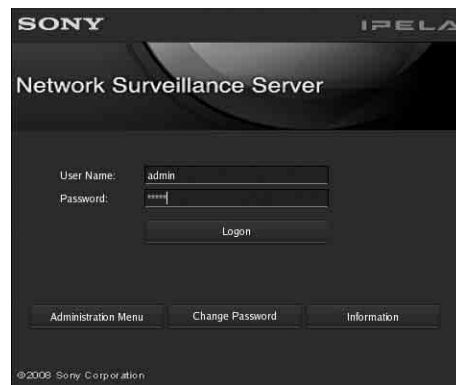 SONY
IPELA
Network Surveillance Server
User Name: admin
Password: *****
Logon
Administration Menu
Change Password
Information
©2008 Sony Corporation